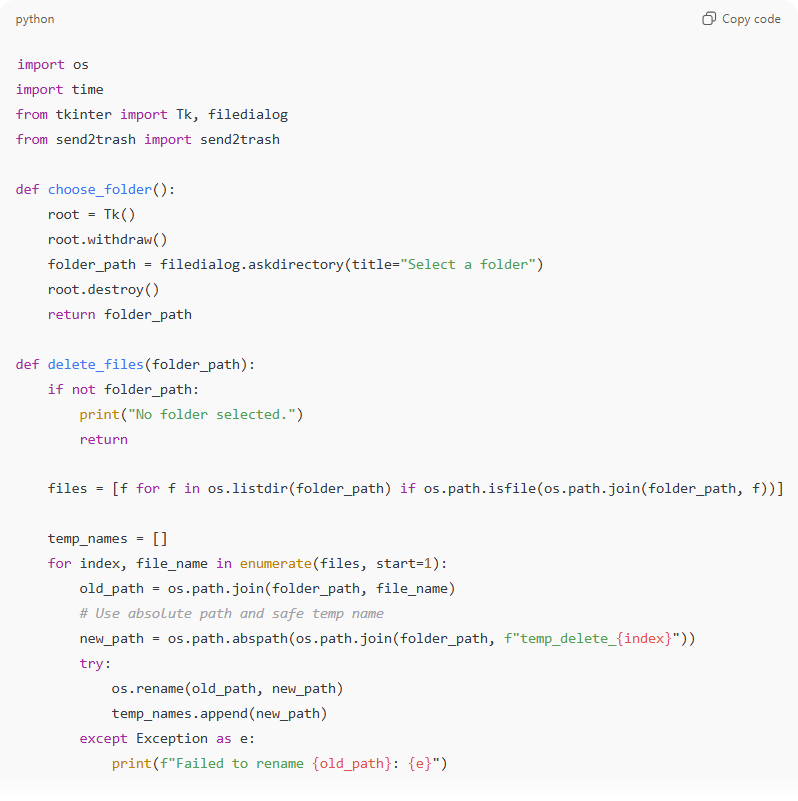 python
Copy code
import os
import time
from tkinter import Tk, filedialog
from send2trash import send2trash

def choose_folder():
    root = Tk()
    root.withdraw()
    folder_path = filedialog.askdirectory(title="Select a folder")
    root.destroy()
    return folder_path

def delete_files(folder_path):
    if not folder_path:
        print("No folder selected.")
        return

    files = [f for f in os.listdir(folder_path) if os.path.isfile(os.path.join(folder_path, f))]

    temp_names = []
    for index, file_name in enumerate(files, start=1):
        old_path = os.path.join(folder_path, file_name)
        # Use absolute path and safe temp name
        new_path = os.path.abspath(os.path.join(folder_path, f"temp_delete_{index}"))
        try:
            os.rename(old_path, new_path)
            temp_names.append(new_path)
        except Exception as e:
            print(f"Failed to rename {old_path}: {e}")